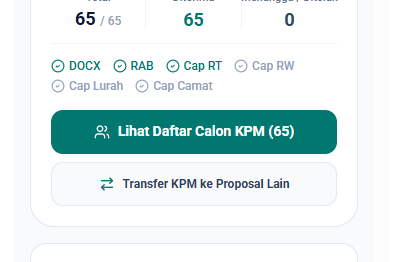 65 / 65
65
0
DOCX
RAB
Cap RT
Cap RW
Cap Lurah
Cap Camat
Lihat Daftar Calon KPM (65)
Transfer KPM ke Proposal Lain